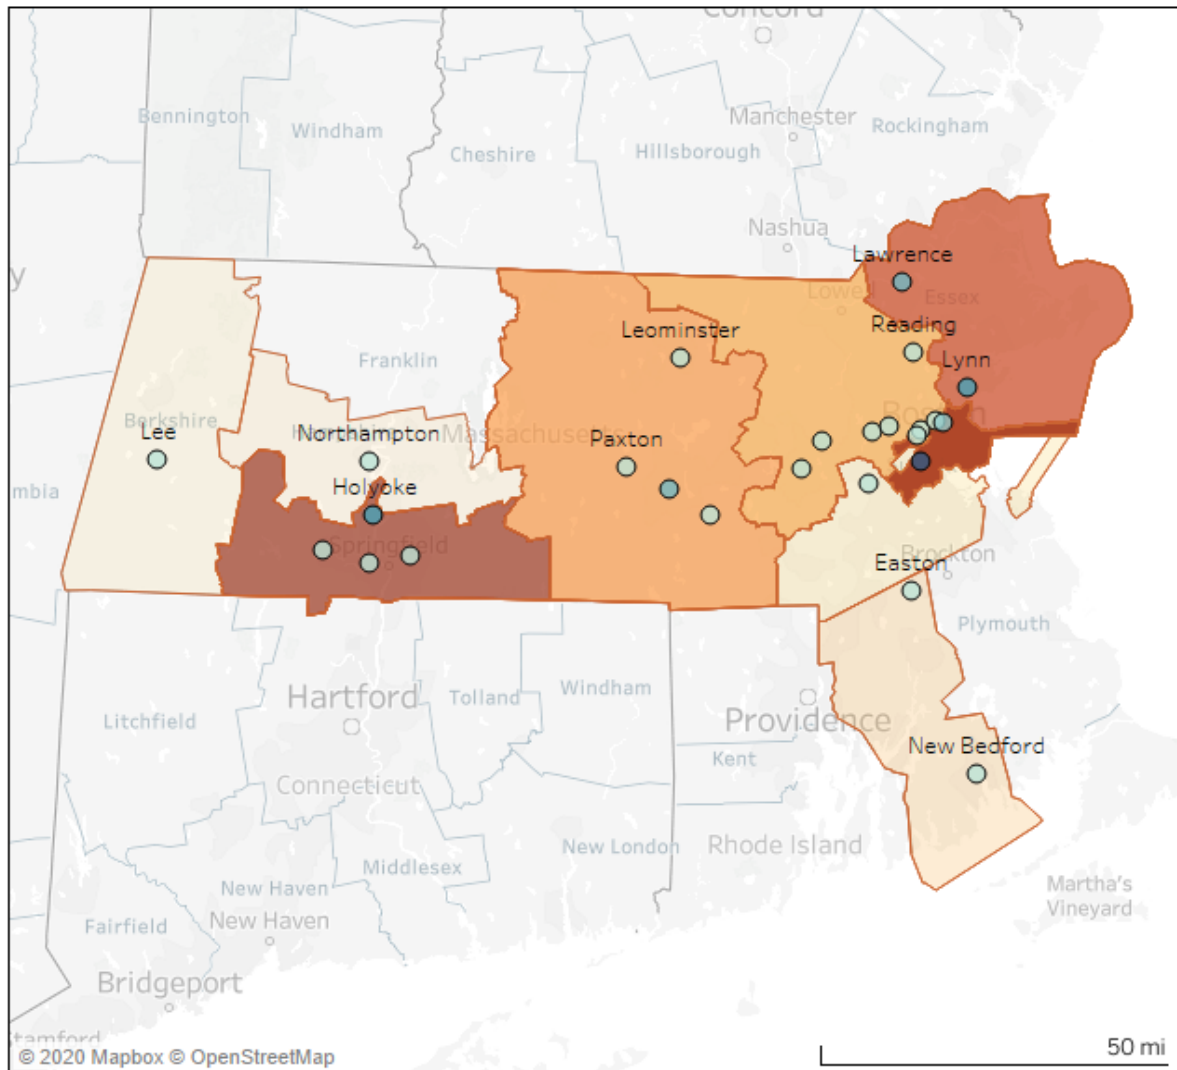 Concord
Bennington
Windham
Cheshire
Hillsborough
Manchester
Rockingham
Nashua
y
Lawrence
Lowell
Essex
Leominster
Reading
Franklin
Lynn
Berkshire
Boston
Lee
Northampton
Massachusetts
Paxton
mbia
Holyoke
Springfield
Brockton
Easton
Plymouth
Hartford
Tolland
Windham
Litchfield
Providence
New Bedford
Kent
Connecticut
New London
Rhode Island
Middlesex
New Haven
Martha's
Vineyard
Fairfield
New Haven
Bridgeport
Stamford
© 2020 Mapbox © OpenStreetMap
50 mi